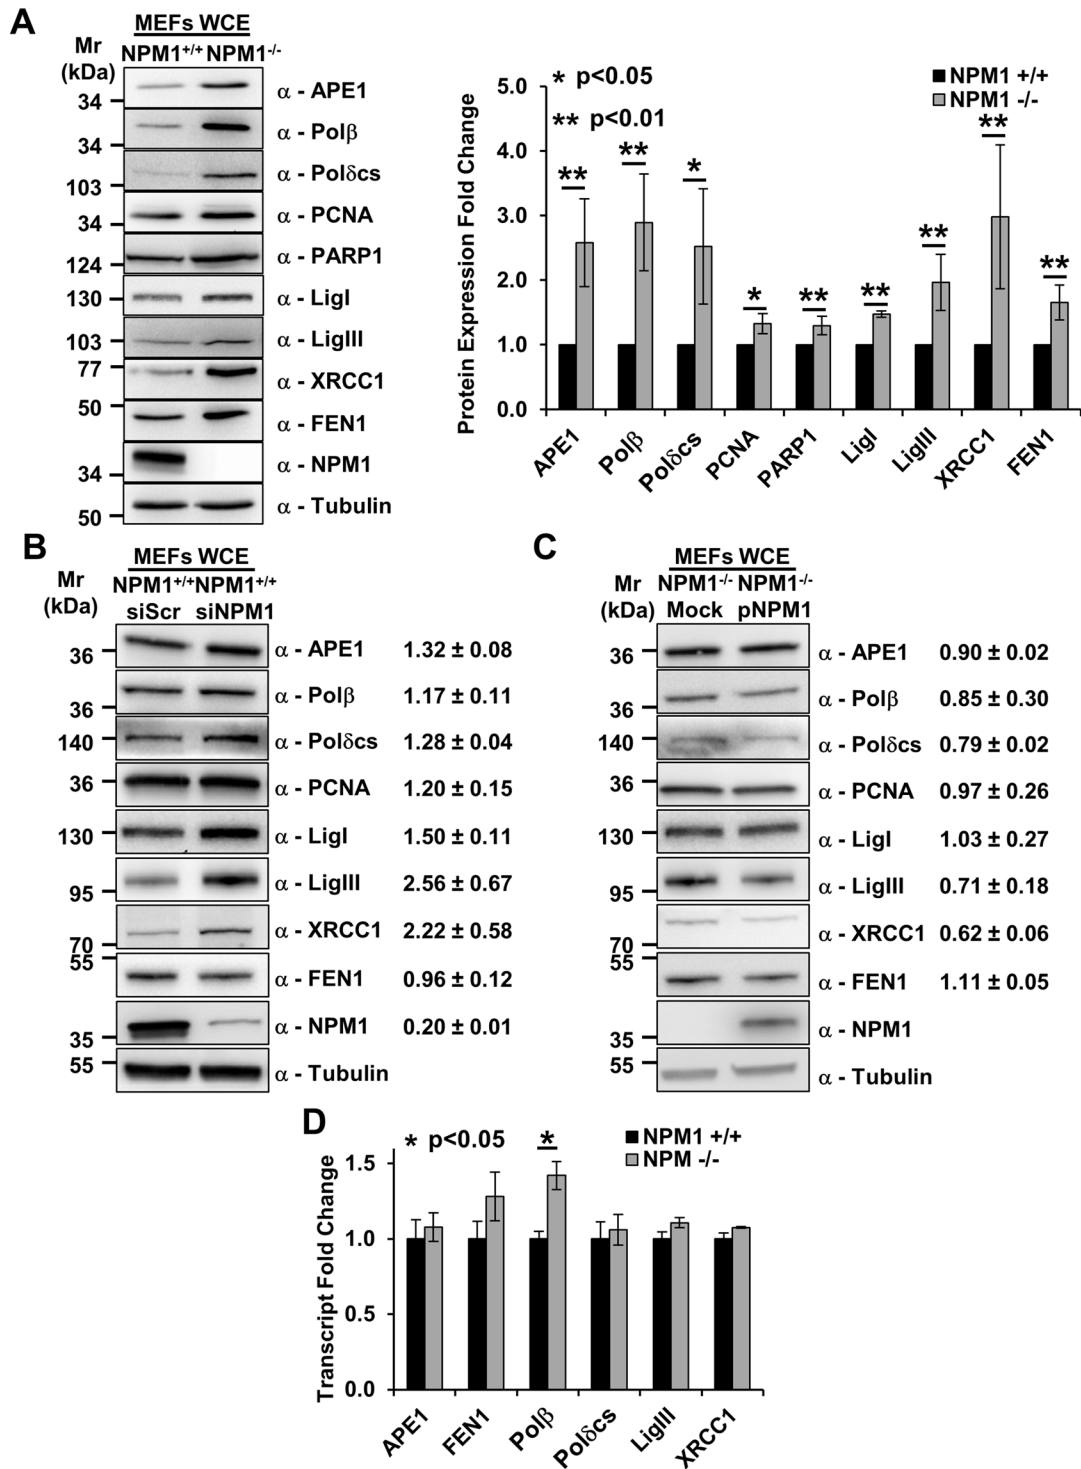 A
MEFs WCE
Mr
(kDa)
NPM1+/+ NPM1-/-
34
α - APE1
34
α - Polβ
103
α - Polδcs
34
α - PCNA
124
α - PARP1
130
α - LigI
103
α - LigIII
77
α - XRCC1
50
α - FEN1
34
α - NPM1
50
α - Tubulin
Protein Expression Fold Change
5.0
4.0
3.0
2.0
1.0
0.0
* p<0.05
** p<0.01
NPM1 +/+
NPM1 -/-
**
**
*
*
**
**
**
**
**
APE1
Polβ
Polδcs
PCNA
PARP1
LigI
LigIII
XRCC1
FEN1
B
MEFs WCE
Mr
(kDa)
NPM1+/+ NPM1+/+
siScr siNPM1
36
α - APE1 1.32 ± 0.08
36
α - Polβ 1.17 ± 0.11
140
α - Polδcs 1.28 ± 0.04
36
α - PCNA 1.20 ± 0.15
130
α - LigI 1.50 ± 0.11
95
α - LigIII 2.56 ± 0.67
70
α - XRCC1 2.22 ± 0.58
55
α - FEN1 0.96 ± 0.12
35
α - NPM1 0.20 ± 0.01
55
α - Tubulin
C
MEFs WCE
Mr
(kDa)
NPM1-/- NPM1-/-
Mock pNPM1
36
α - APE1 0.90 ± 0.02
36
α - Polβ 0.85 ± 0.30
140
α - Polδcs 0.79 ± 0.02
36
α - PCNA 0.97 ± 0.26
130
α - LigI 1.03 ± 0.27
95
α - LigIII 0.71 ± 0.18
70
α - XRCC1 0.62 ± 0.06
55
α - FEN1 1.11 ± 0.05
35
α - NPM1
55
α - Tubulin
D
Transcript Fold Change
1.5
1.0
0.5
0.0
* p<0.05
*
NPM1 +/+
NPM -/-
APE1
FEN1
Polβ
Polδcs
LigIII
XRCC1